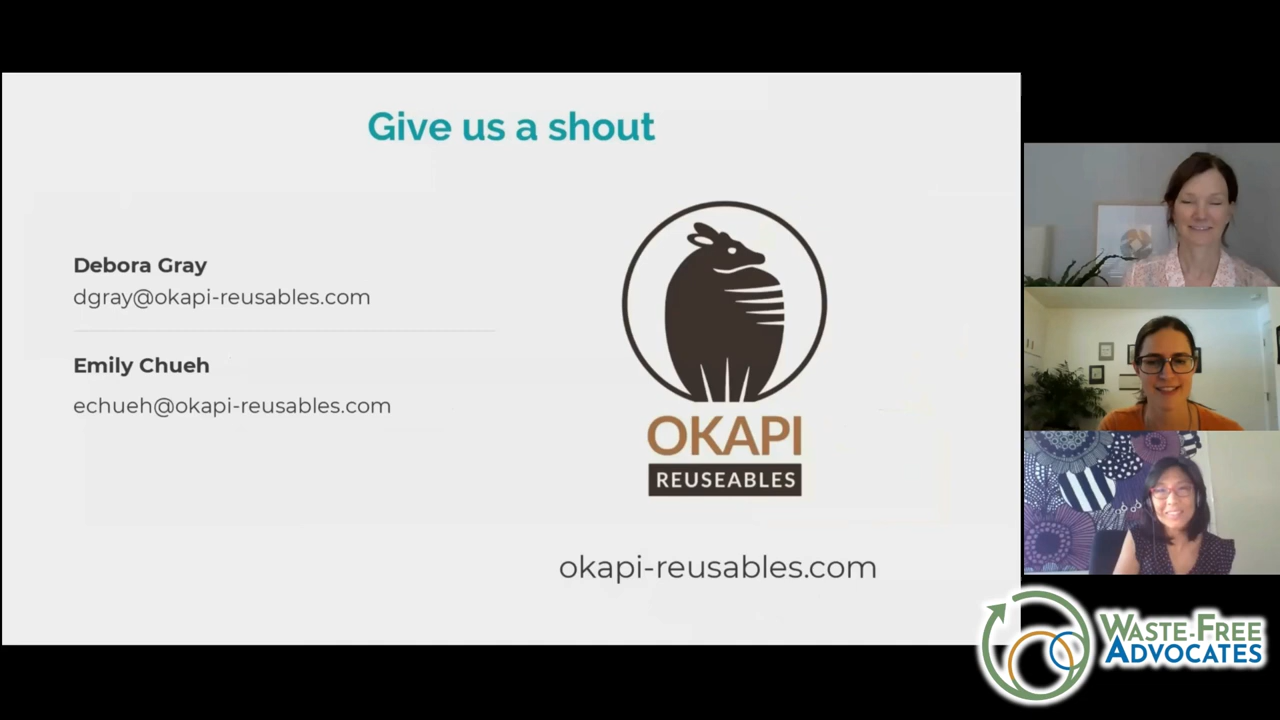 Give us a shout
Debora Gray
dgray@okapi-reusables.com
Emily Chueh
echueh@okapi-reusables.com
OKAPI
REUSEABLES
okapi-reusables.com
WASTE-FREE
ADVOCATES